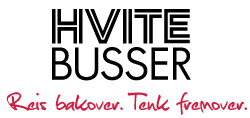 HVITE
BUSSER
Reis bakover. Tenk fremover.